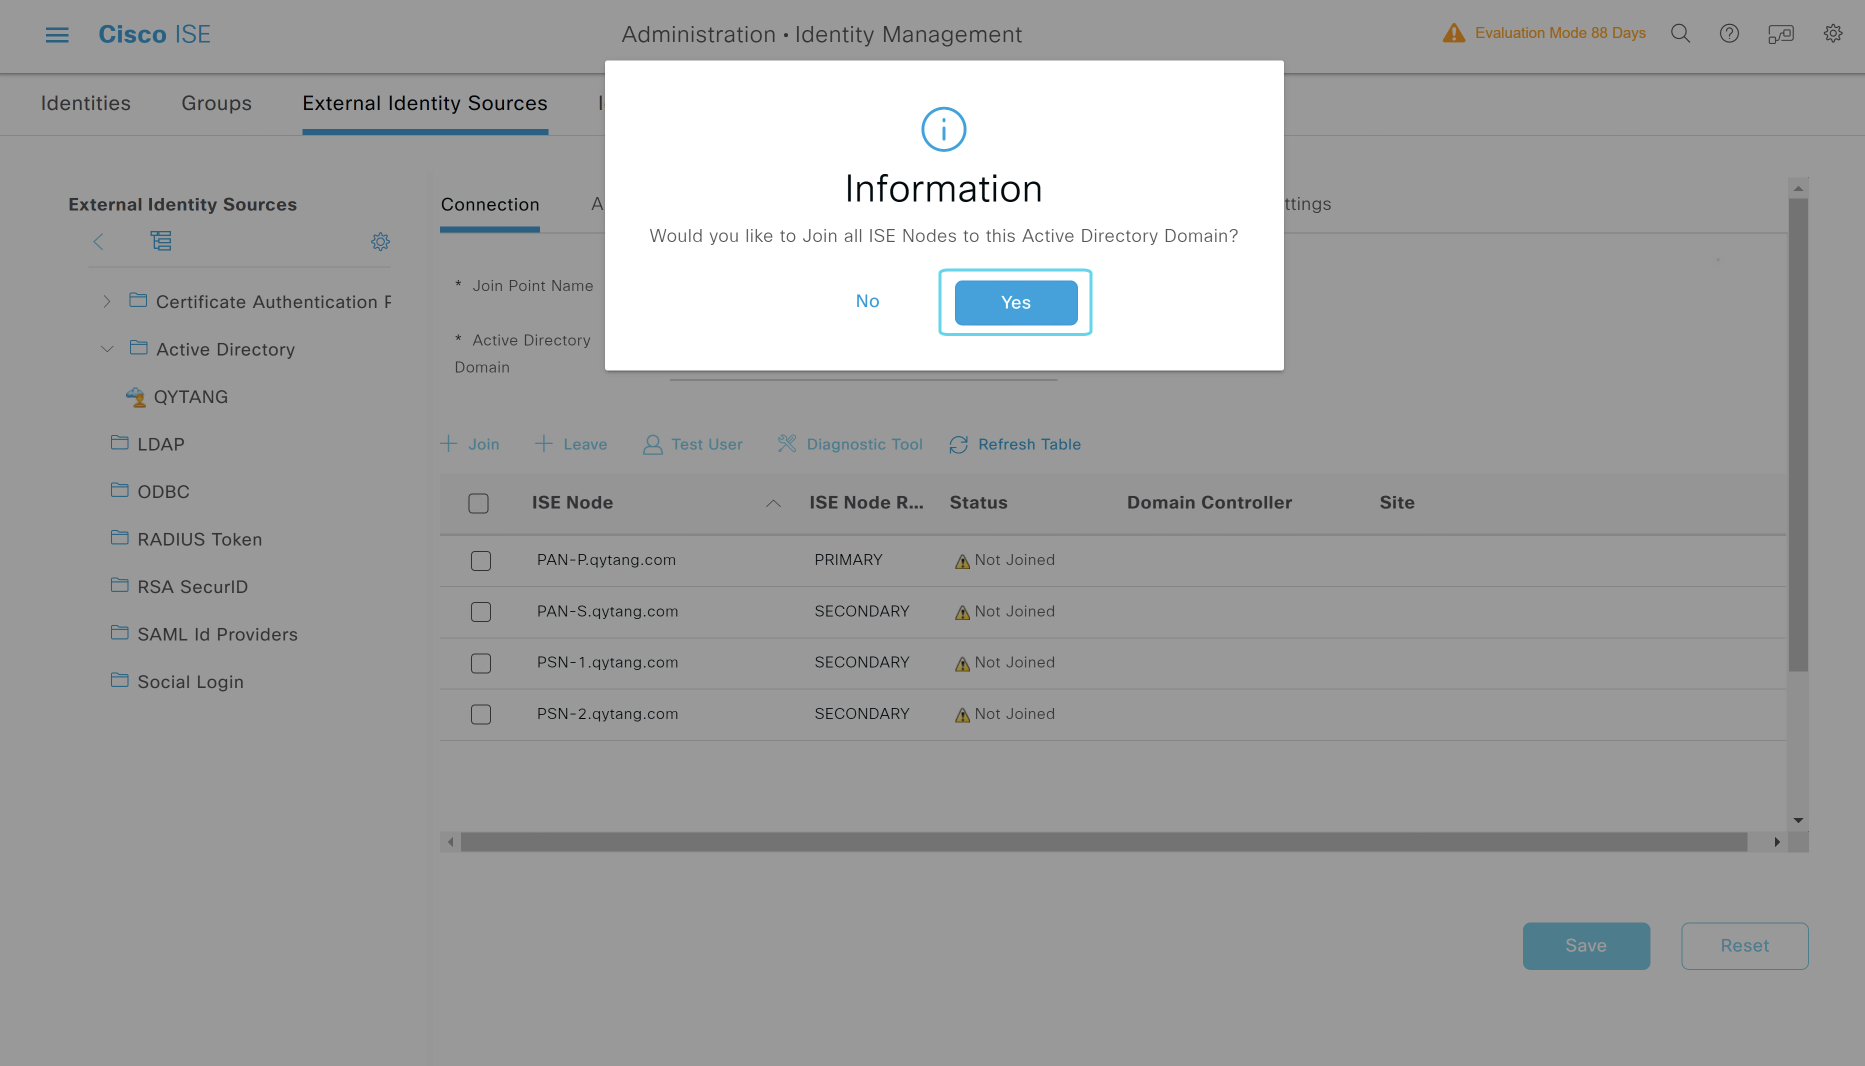 Cisco ISE
Administration • Identity Management
Evaluation Mode 88 Days
Identities
Groups
External Identity Sources
Information
Would you like to Join all ISE Nodes to this Active Directory Domain?
No
Yes
External Identity Sources
Certificate Authentication
Active Directory
QYTANG
LDAP
ODBC
RADIUS Token
RSA SecurID
SAML Id Providers
Social Login
Connection
* Join Point Name
* Active Directory
Domain
Join
Leave
Test User
Diagnostic Tool
Refresh Table
ISE Node
ISE Node R...
Status
Domain Controller
Site
PAN-P.qytang.com PRIMARY Not Joined
PAN-S.qytang.com SECONDARY Not Joined
PSN-1.qytang.com SECONDARY Not Joined
PSN-2.qytang.com SECONDARY Not Joined
Save
Reset